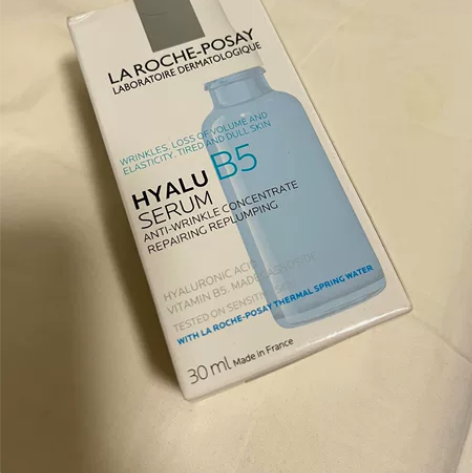 LA ROCHE-POSAY
LABORATOIRE DERMATOLOGIQUE
WRINKLES, LOSS OF VOLUME AND
ELASTICITY, TIRED AND DULL SKIN
HYALU B5
SERUM
ANTI-WRINKLE CONCENTRATE
REPAIRING REPLUMPING
HYALURONIC ACID
VITAMIN B5. MADECASSOSIDE
TESTED ON SENSITIVE
WITH LA ROCHE-POSAY THERMAL SPRING WATER
30 ml Made in France